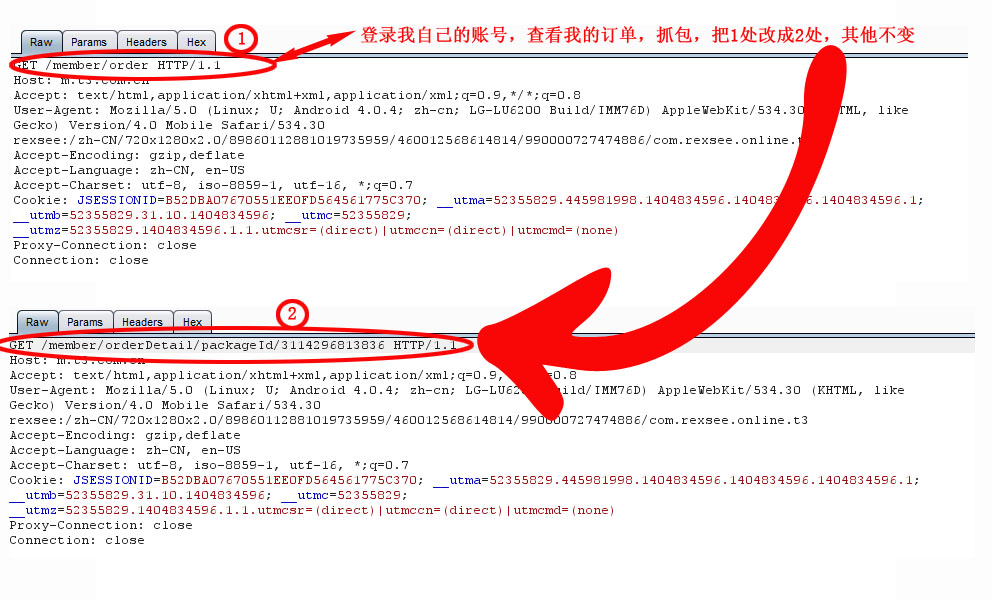 1
登录我自己的账号，查看我的订单，抓包，把1处改成2处，其他不变
Raw Params Headers Hex
GET /member/order HTTP/1.1
Host: m.t3.com.cn
Accept: text/html,application/xhtml+xml,application/xml;q=0.9,*/*;q=0.8
User-Agent: Mozilla/5.0 (Linux; U; Android 4.0.4; zh-cn; LG-LU6200 Build/IMM76D) AppleWebKit/534.30 HTML, like
Gecko) Version/4.0 Mobile Safari/534.30
rexsee:/zh-CN/720x1280x2.0/89860112881019735959/460012568614814/990000727474886/com.rexsee.online.t
Accept-Encoding: gzip,deflate
Accept-Language: zh-CN, en-US
Accept-Charset: utf-8, iso-8859-1, utf-16, *;q=0.7
Cookie: JSESSIONID=B52DBA07670551EE0FD564561775C370; __utma=52355829.445981998.1404834596.14048 6.1404834596.1;
__utmb=52355829.31.10.1404834596; __utmc=52355829;
__utmz=52355829.1404834596.1.1.utmcsr=(direct)|utmccn=(direct)|utmcmd=(none)
Proxy-Connection: close
Connection: close
2
Raw Params Headers Hex
GET /member/orderDetail/packageId/3114296813836 HTTP/1.1
Host: m.t3.com.cn
Accept: text/html,application/xhtml+xml,application/xml;q=0.9, =0.8
User-Agent: Mozilla/5.0 (Linux; U; Android 4.0.4; zh-cn; LG-LU62 uild/IMM76D) AppleWebKit/534.30 (KHTML, like
Gecko) Version/4.0 Mobile Safari/534.30
rexsee:/zh-CN/720x1280x2.0/89860112881019735959/460012568614814/990000727474886/com.rexsee.online.t3
Accept-Encoding: gzip,deflate
Accept-Language: zh-CN, en-US
Accept-Charset: utf-8, iso-8859-1, utf-16, *;q=0.7
Cookie: JSESSIONID=B52DBA07670551EE0FD564561775C370; __utma=52355829.445981998.1404834596.1404834596.1404834596.1;
__utmb=52355829.31.10.1404834596; __utmc=52355829;
__utmz=52355829.1404834596.1.1.utmcsr=(direct)|utmccn=(direct)|utmcmd=(none)
Proxy-Connection: close
Connection: close